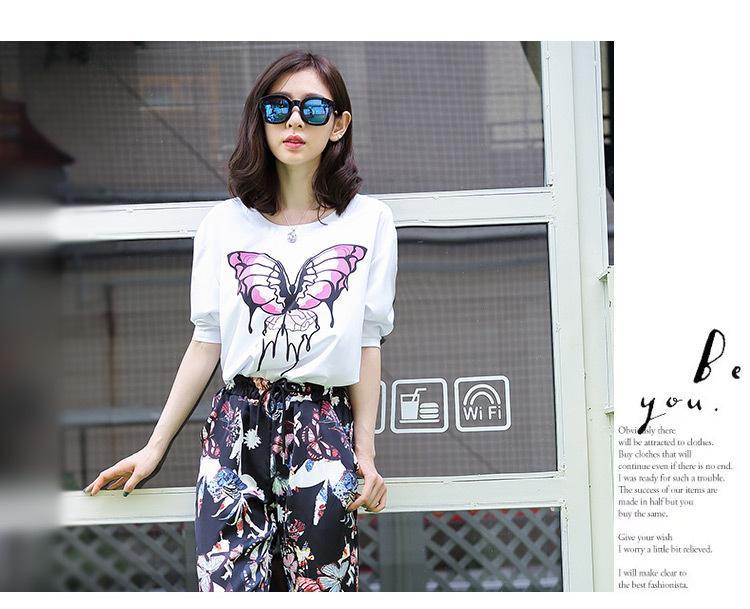 Wi Fi
Be
you.
Obviously there
will be attracted to clothes.
Buy clothes that will
continue even if there is no end.
I was ready for such a trouble.
The success of our items are
made in half but you
buy the same.
Give your wish
I worry a little bit relieved.
I will make clear to
the best fashionista.